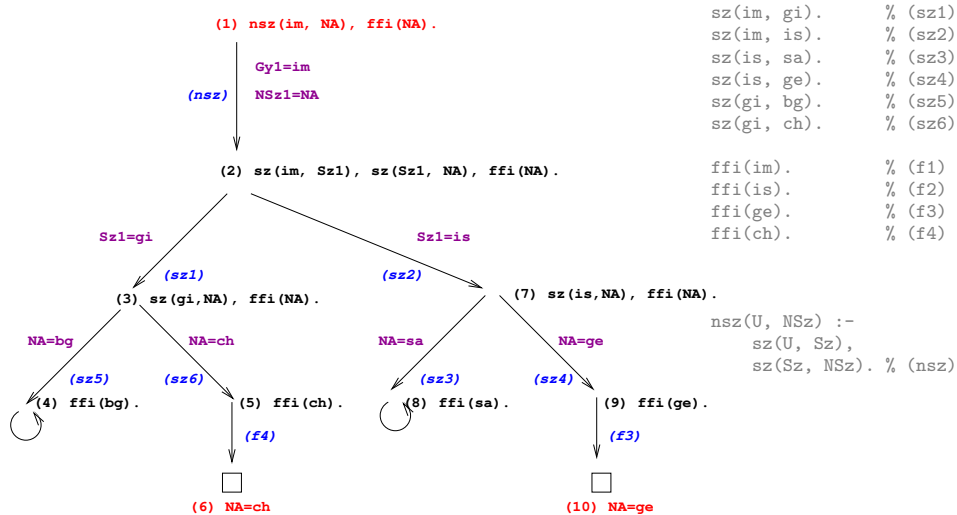 (1) nsz(im, NA), ffi(NA).
Gy1=im
(nsz) NSz1=NA
(2) sz(im, Sz1), sz(Sz1, NA), ffi(NA).
Sz1=gi
Sz1=is
(sz1)
(sz2)
(3) sz(gi,NA), ffi(NA).
(7) sz(is,NA), ffi(NA).
NA=bg
NA=ch
NA=sa
NA=ge
(sz5)
(sz6)
(sz3)
(sz4)
(4) ffi(bg).
(5) ffi(ch).
(8) ffi(sa).
(9) ffi(ge).
(f4)
(f3)
(6) NA=ch
(10) NA=ge
sz(im, gi). % (sz1)
sz(im, is). % (sz2)
sz(is, sa). % (sz3)
sz(is, ge). % (sz4)
sz(gi, bg). % (sz5)
sz(gi, ch). % (sz6)
ffi(im). % (f1)
ffi(is). % (f2)
ffi(ge). % (f3)
ffi(ch). % (f4)
nsz(U, NSz) :-
sz(U, Sz),
sz(Sz, NSz). % (nsz)